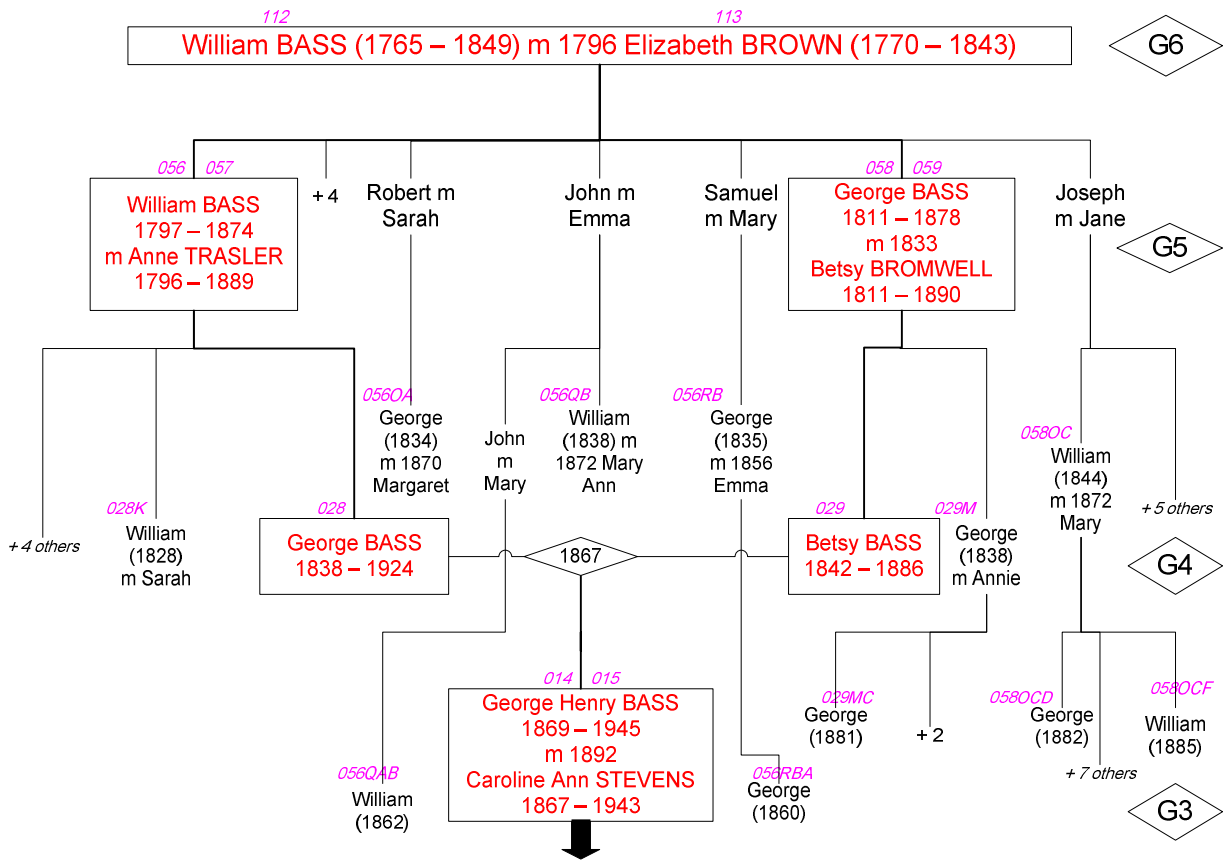 112 113
William BASS (1765 – 1849) m 1796 Elizabeth BROWN (1770 – 1843)
G6
056 057
William BASS
1797 – 1874
m Anne TRASLER
1796 – 1889
+ 4
Robert m
Sarah
John m
Emma
Samuel
m Mary
058 059
George BASS
1811 – 1878
m 1833
Betsy BROMWELL
1811 – 1890
Joseph
m Jane
G5
+ 4 others
028K
William
(1828)
m Sarah
028
George BASS
1838 – 1924
056OA
George
(1834)
m 1870
Margaret
John
m
Mary
056QB
William
(1838) m
1872 Mary
Ann
056RB
George
(1835)
m 1856
Emma
1867
029
Betsy BASS
1842 – 1886
029M
George
(1838)
m Annie
058OC
William
(1844)
m 1872
Mary
+ 5 others
G4
056QAB
William
(1862)
014 015
George Henry BASS
1869 – 1945
m 1892
Caroline Ann STEVENS
1867 – 1943
056RBA
George
(1860)
029MC
George
(1881)
+ 2
058OCD
George
(1882)
+ 7 others
058OCF
William
(1885)
G3